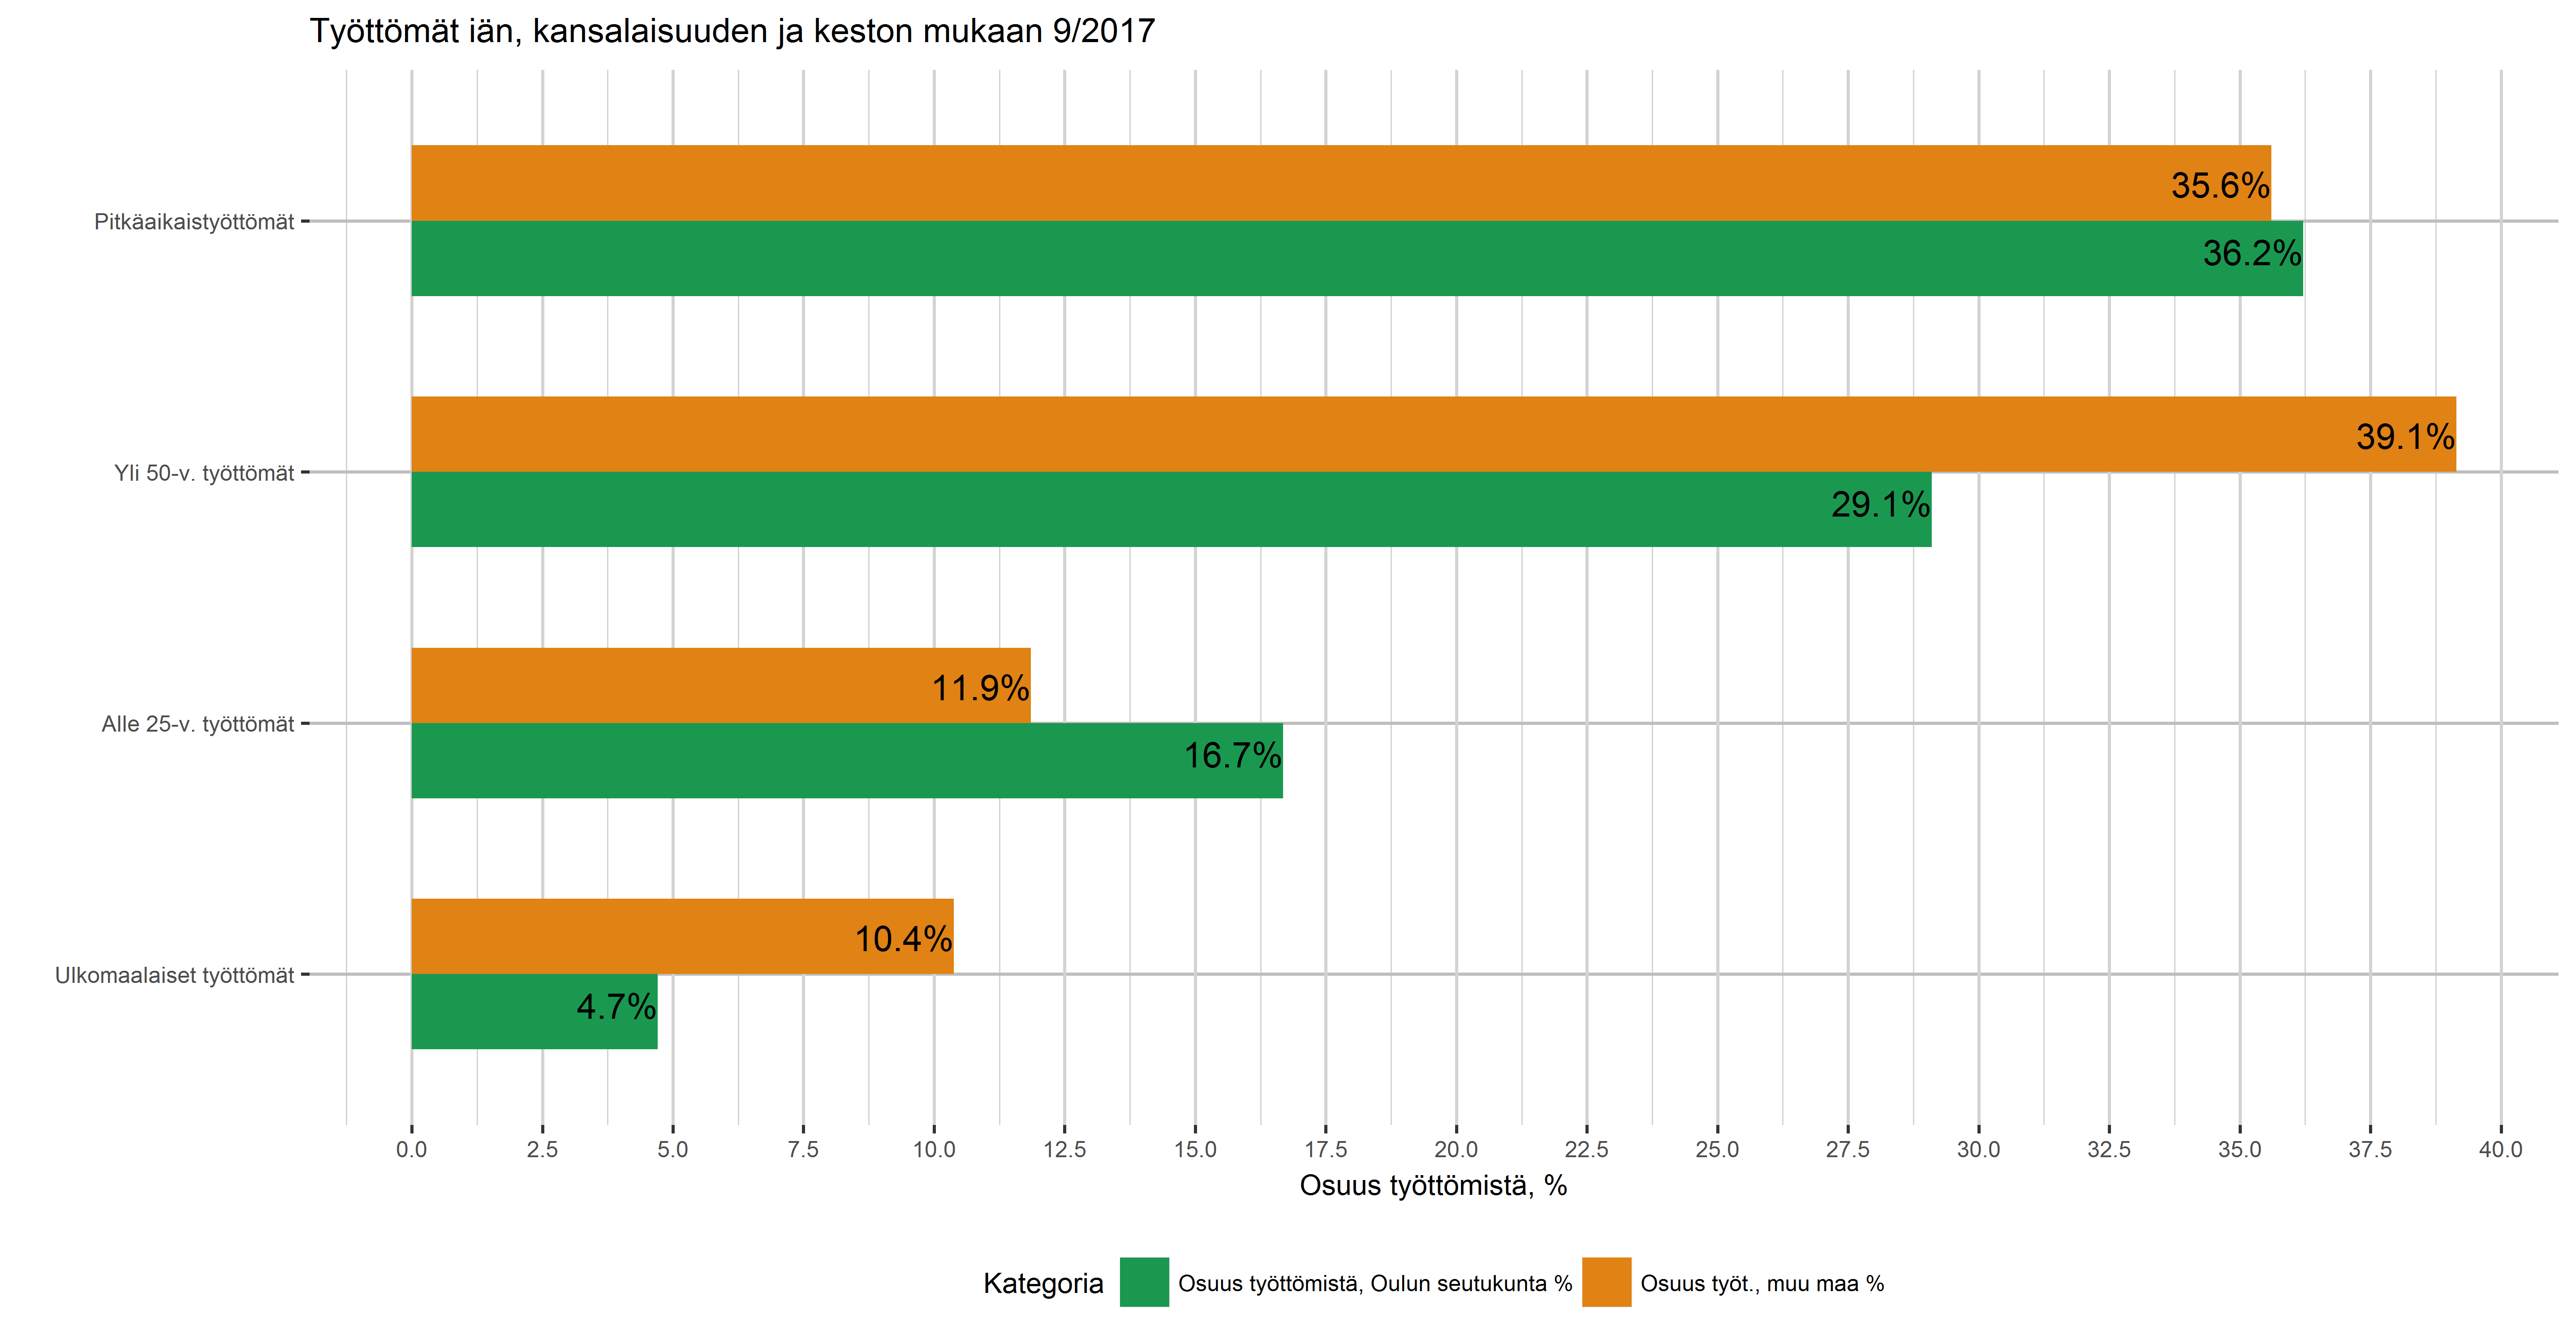 Työttömät iän, kansalaisuuden ja keston mukaan 9/2017
Pitkäaikaistyöttömät
35.6%
36.2%
Yli 50-v. työttömät
39.1%
29.1%
Alle 25-v. työttömät
11.9%
16.7%
Ulkomaalaiset työttömät
10.4%
4.7%
0.0 2.5 5.0 7.5 10.0 12.5 15.0 17.5 20.0 22.5 25.0 27.5 30.0 32.5 35.0 37.5 40.0
Osuus työttömistä, %
Kategoria Osuus työttömistä, Oulun seutukunta % Osuus työt., muu maa %